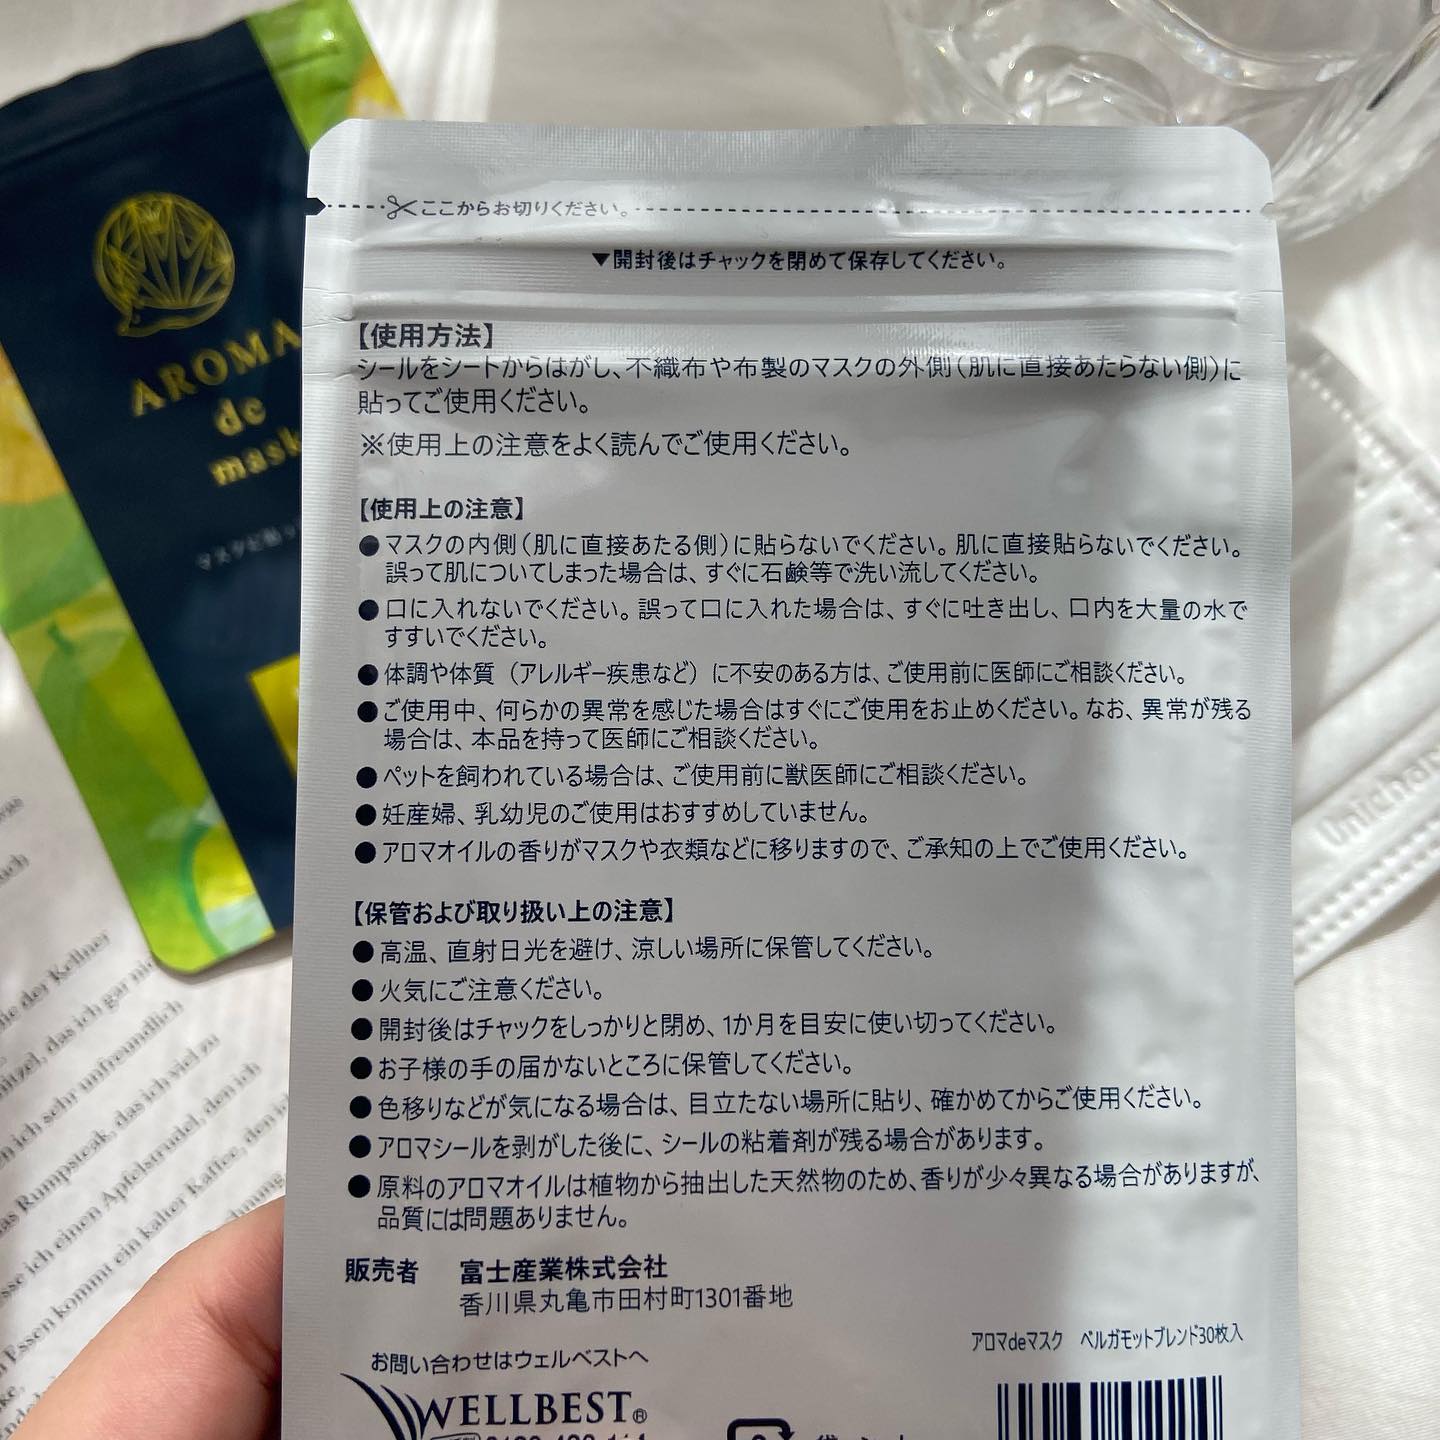 ここからお切りください。
▼開封後はチャックを閉めて保存してください。
【使用方法】
シールをシートからはがし、不織布や布製のマスクの外側（肌に直接あたらない側）に
貼ってご使用ください。
※使用上の注意をよく読んでご使用ください。
【使用上の注意】
●マスクの内側（肌に直接あたる側）に貼らないでください。肌に直接貼らないでください。
誤って肌についてしまった場合は、すぐに石鹸等で洗い流してください。
●口に入れないでください。誤って口に入れた場合は、すぐに吐き出し、口内を大量の水で
すすいでください。
●体調や体質（アレルギー疾患など）に不安のある方は、ご使用前に医師にご相談ください。
●ご使用中、何らかの異常を感じた場合はすぐにご使用をお止めください。なお、異常が残る
場合は、本品を持って医師にご相談ください。
●ペットを飼われている場合は、ご使用前に獣医師にご相談ください。
●妊産婦、乳幼児のご使用はおすすめしていません。
●アロマオイルの香りがマスクや衣類などに移りますので、ご承知の上でご使用ください。
【保管および取り扱い上の注意】
●高温、直射日光を避け、涼しい場所に保管してください。
●火気にご注意ください。
●開封後はチャックをしっかりと閉め、1か月を目安に使い切ってください。
●お子様の手の届かないところに保管してください。
●色移りなどが気になる場合は、目立たない場所に貼り、確かめてからご使用ください。
●アロマシールを剥がした後に、シールの粘着剤が残る場合があります。
●原料のアロマオイルは植物から抽出した天然物のため、香りが少々異なる場合がありますが、
品質には問題ありません。
販売者 富士産業株式会社
香川県丸亀市田村町1301番地
アロマdeマスク ベルガモットブレンド30枚入
お問い合わせはウェルベストへ
WELLBEST®
AROMA
de
mask
unicharm
die der Kellner
das ich gar
ich sehr unfreundlich
Rumpsteak, das ich viel zu
ich einen Apfelstrudel, den ich
Essen kommt ein kalter Kaffee, den